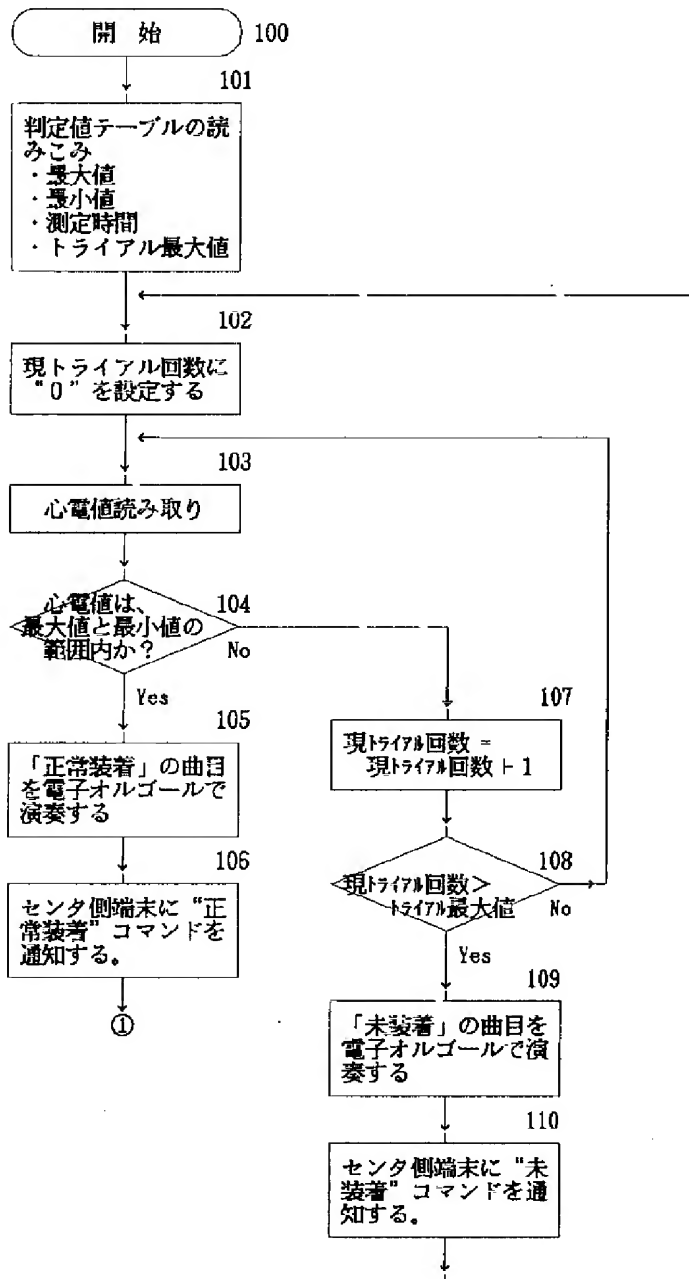 開 始
100
101
判定値テーブルの読
みこみ
・最大値
・最小値
・測定時間
・トライアル最大値
102
現トライアル回数に
“0”を設定する
103
心電値読み取り
104
心電値は、
最大値と最小値の
範囲内か？
No
Yes
105
「正常装着」の曲目
を電子オルゴールで
演奏する
106
センタ側端末に“正
常装着”コマンドを
通知する。
①
107
現トライアル回数 =
現トライアル回数 + 1
108
現トライアル回数＞
トライアル最大値
No
Yes
109
「未装着」の曲目を
電子オルゴールで演
奏する
110
センタ側端末に“未
装着”コマンドを通
知する。